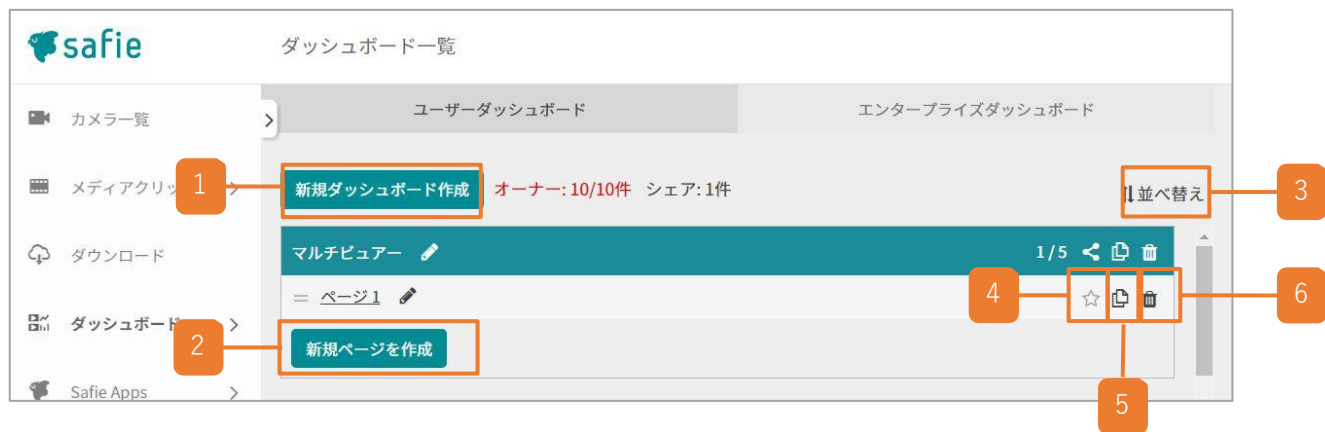 safie
ダッシュボード一覧
カメラ一覧
ユーザーダッシュボード
エンタープライズダッシュボード
メディアクリッ
1
新規ダッシュボード作成
オーナー: 10/10件 シェア: 1件
並べ替え
3
ダウンロード
マルチビュアー
1/5
ページ 1
4
6
ダッシュボード
2
新規ページを作成
Safie Apps
5